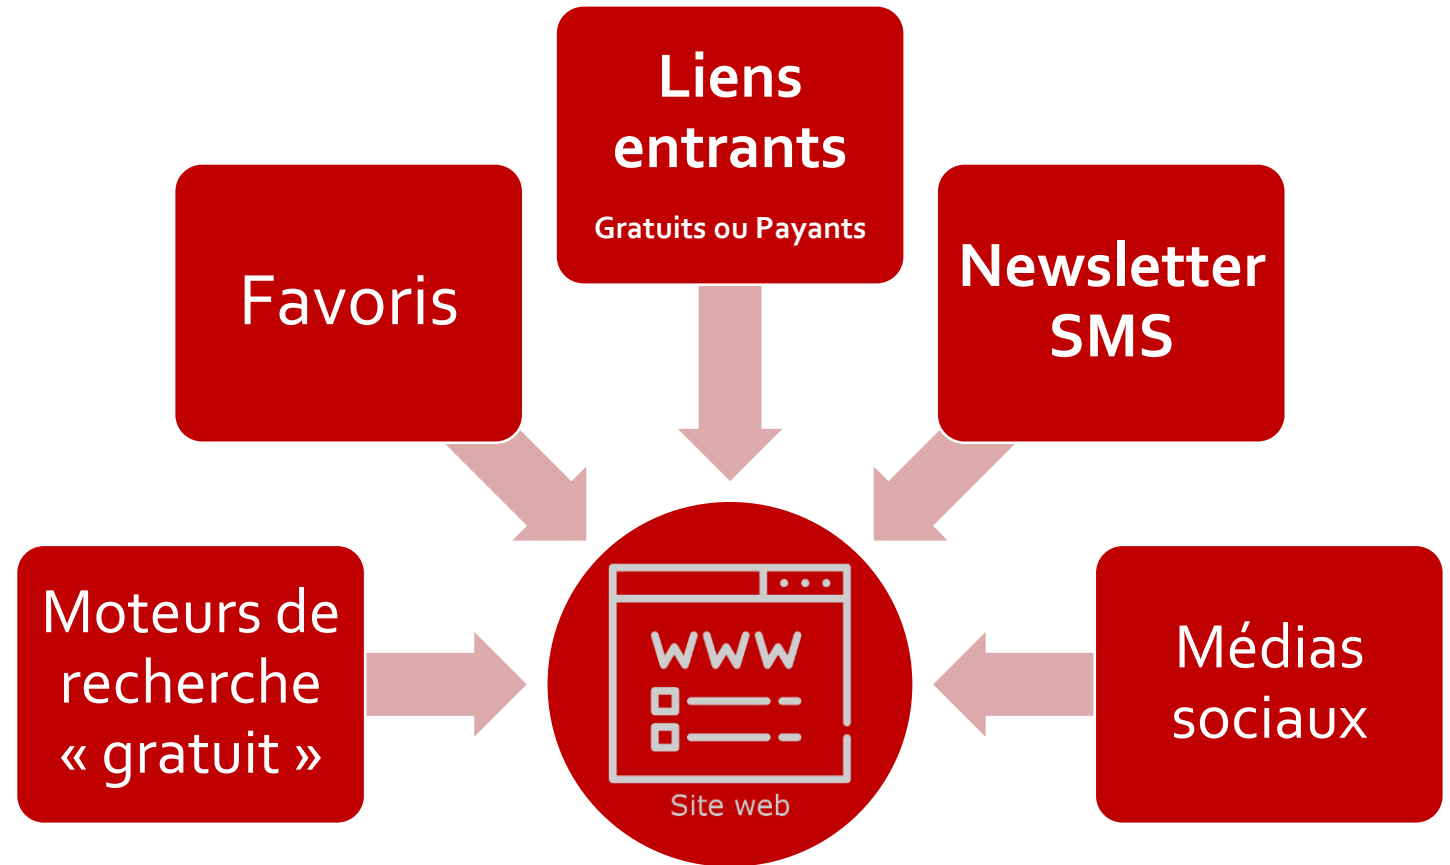 Liens
entrants
Gratuits ou Payants
Favoris
Newsletter
SMS
Moteurs de
recherche
« gratuit »
Médias
sociaux
WWW
Site web